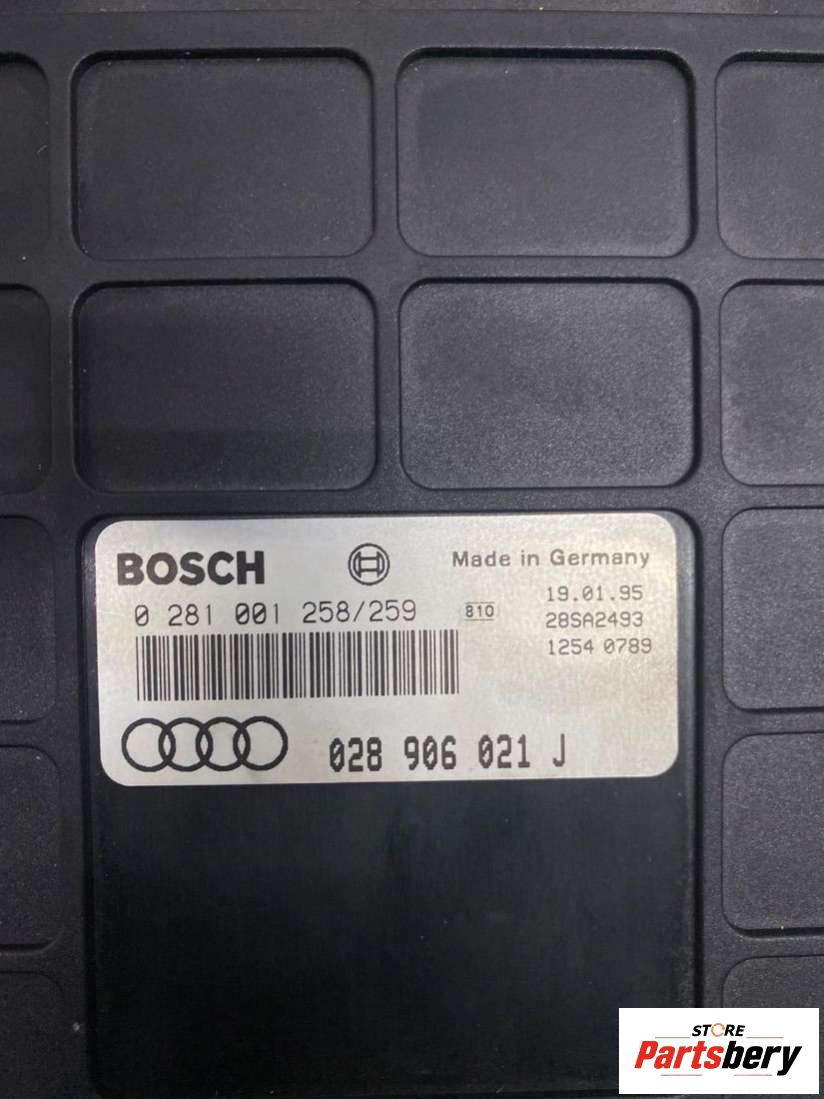 BOSCH
Made in Germany
0 281 001 258/259
810
19.01.95
28SA2493
1254 0789
028 906 021 J
STORE
Partsbery